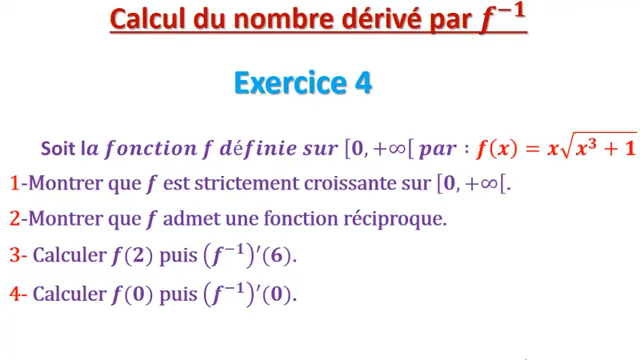 Calcul du nombre dérivé par f⁻¹
Exercice 4
Soit la fonction f définie sur [0, +∞[ par : f(x) = x√(x³ + 1)
1-Montrer que f est strictement croissante sur [0, +∞[.
2-Montrer que f admet une fonction réciproque.
3- Calculer f(2) puis (f⁻¹)′(6).
4- Calculer f(0) puis (f⁻¹)′(0).